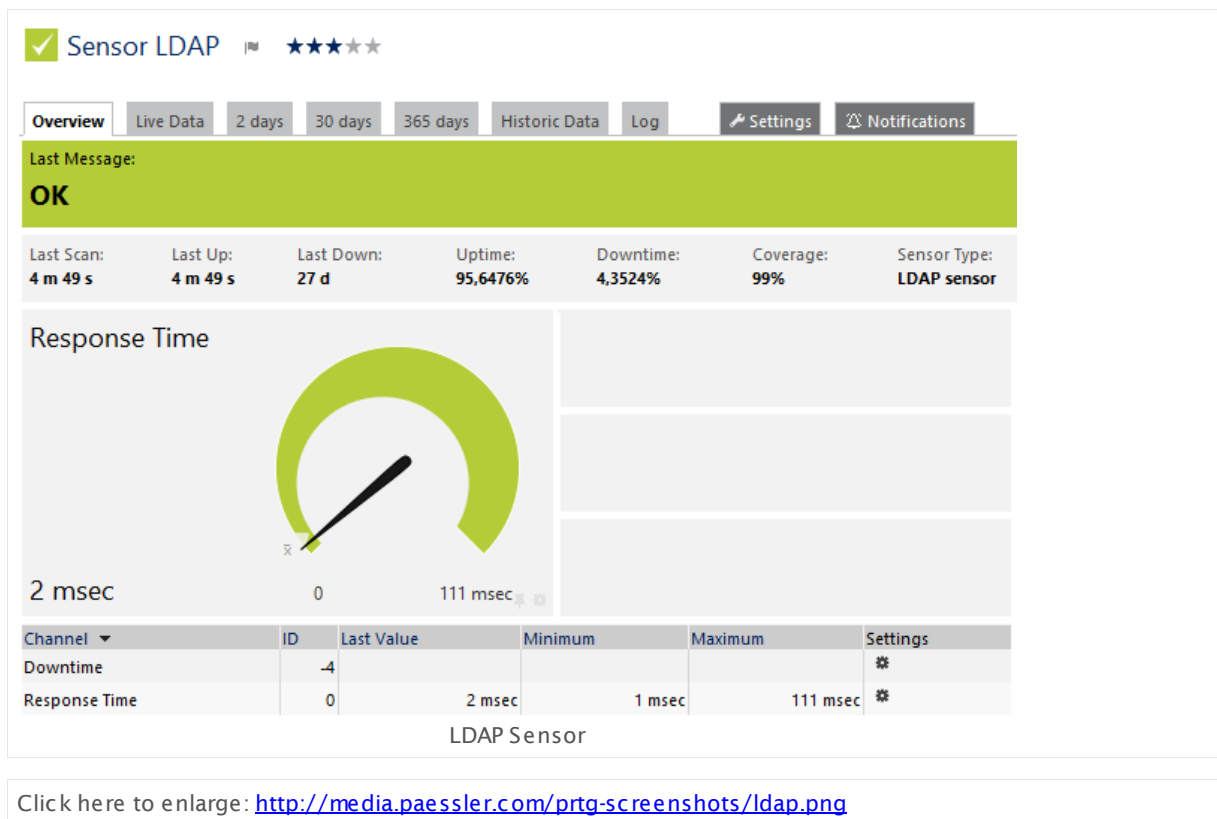 Sensor LDAP
Overview Live Data 2 days 30 days 365 days Historic Data Log Settings Notifications
Last Message:
OK
Last Scan: Last Up: Last Down: Uptime: Downtime: Coverage: Sensor Type:
4 m 49 s 4 m 49 s 27 d 95,6476% 4,3524% 99% LDAP sensor
Response Time
x̅
2 msec 0 111 msec
Channel ID Last Value Minimum Maximum Settings
Downtime -4
Response Time 0 2 msec 1 msec 111 msec
LDAP Sensor
Click here to enlarge: http://media.paessler.com/prtg-screenshots/ldap.png